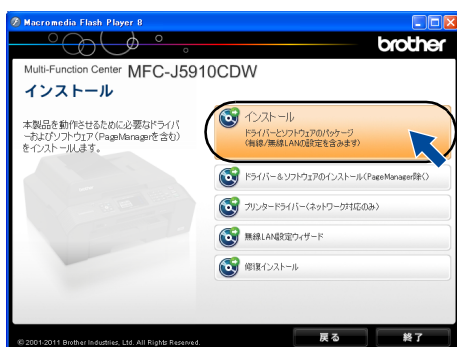 Macromedia Flash Player 8
brother
Multi-Function Center MFC-J5910CDW
インストール
本製品を動作させるために必要なドライバ
ーおよびソフトウェア(PageManagerを含む)
をインストールします。
インストール
ドライバーとソフトウェアのパッケージ
(有線/無線LANの設定を含みます)
ドライバー&ソフトウェアのインストール(PageManager除く)
プリンタードライバー(ネットワーク対応のみ)
無線LAN設定ウィザード
修復インストール
© 2001-2011 Brother Industries, Ltd. All Rights Reserved.
戻る
終了